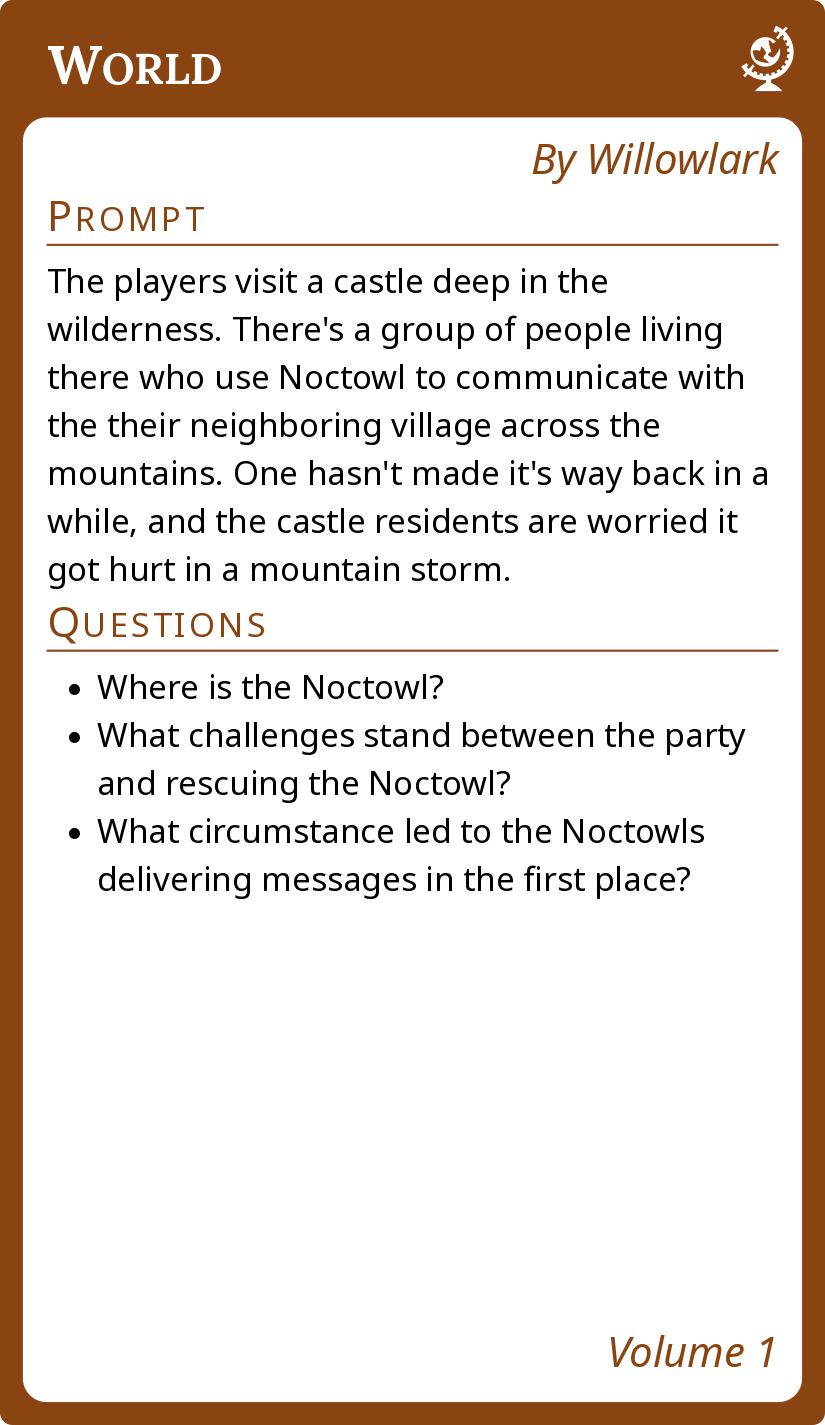 World
By Willowlark
Prompt
The players visit a castle deep in the
wilderness. There's a group of people living
there who use Noctowl to communicate with
the their neighboring village across the
mountains. One hasn't made it's way back in a
while, and the castle residents are worried it
got hurt in a mountain storm.
Questions
• Where is the Noctowl?
• What challenges stand between the party
and rescuing the Noctowl?
• What circumstance led to the Noctowls
delivering messages in the first place?
Volume 1